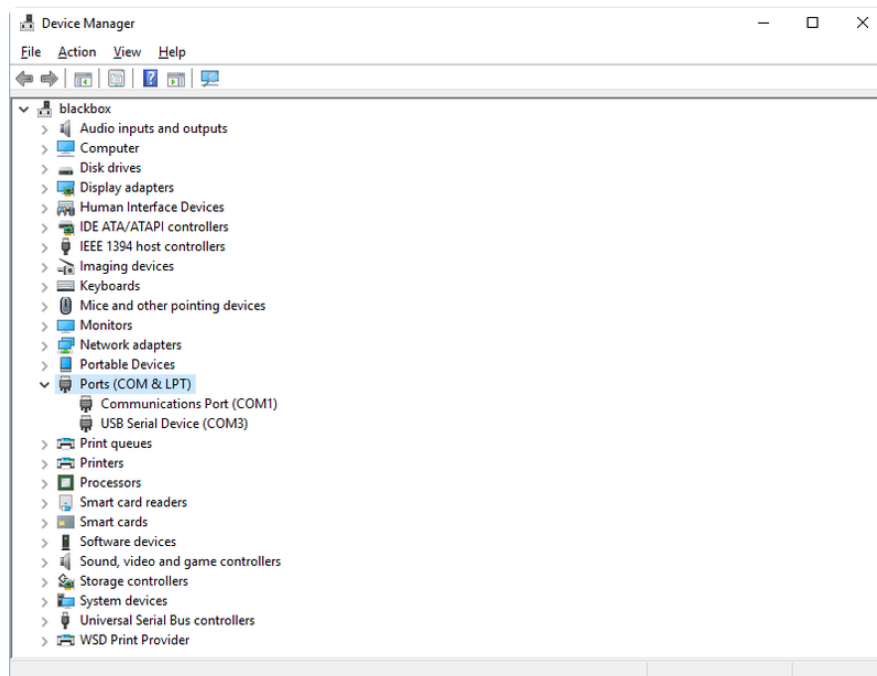 Device Manager
File Action View Help
blackbox
Audio inputs and outputs
Computer
Disk drives
Display adapters
Human Interface Devices
IDE ATA/ATAPI controllers
IEEE 1394 host controllers
Imaging devices
Keyboards
Mice and other pointing devices
Monitors
Network adapters
Portable Devices
Ports (COM & LPT)
Communications Port (COM1)
USB Serial Device (COM3)
Print queues
Printers
Processors
Smart card readers
Smart cards
Software devices
Sound, video and game controllers
Storage controllers
System devices
Universal Serial Bus controllers
WSD Print Provider